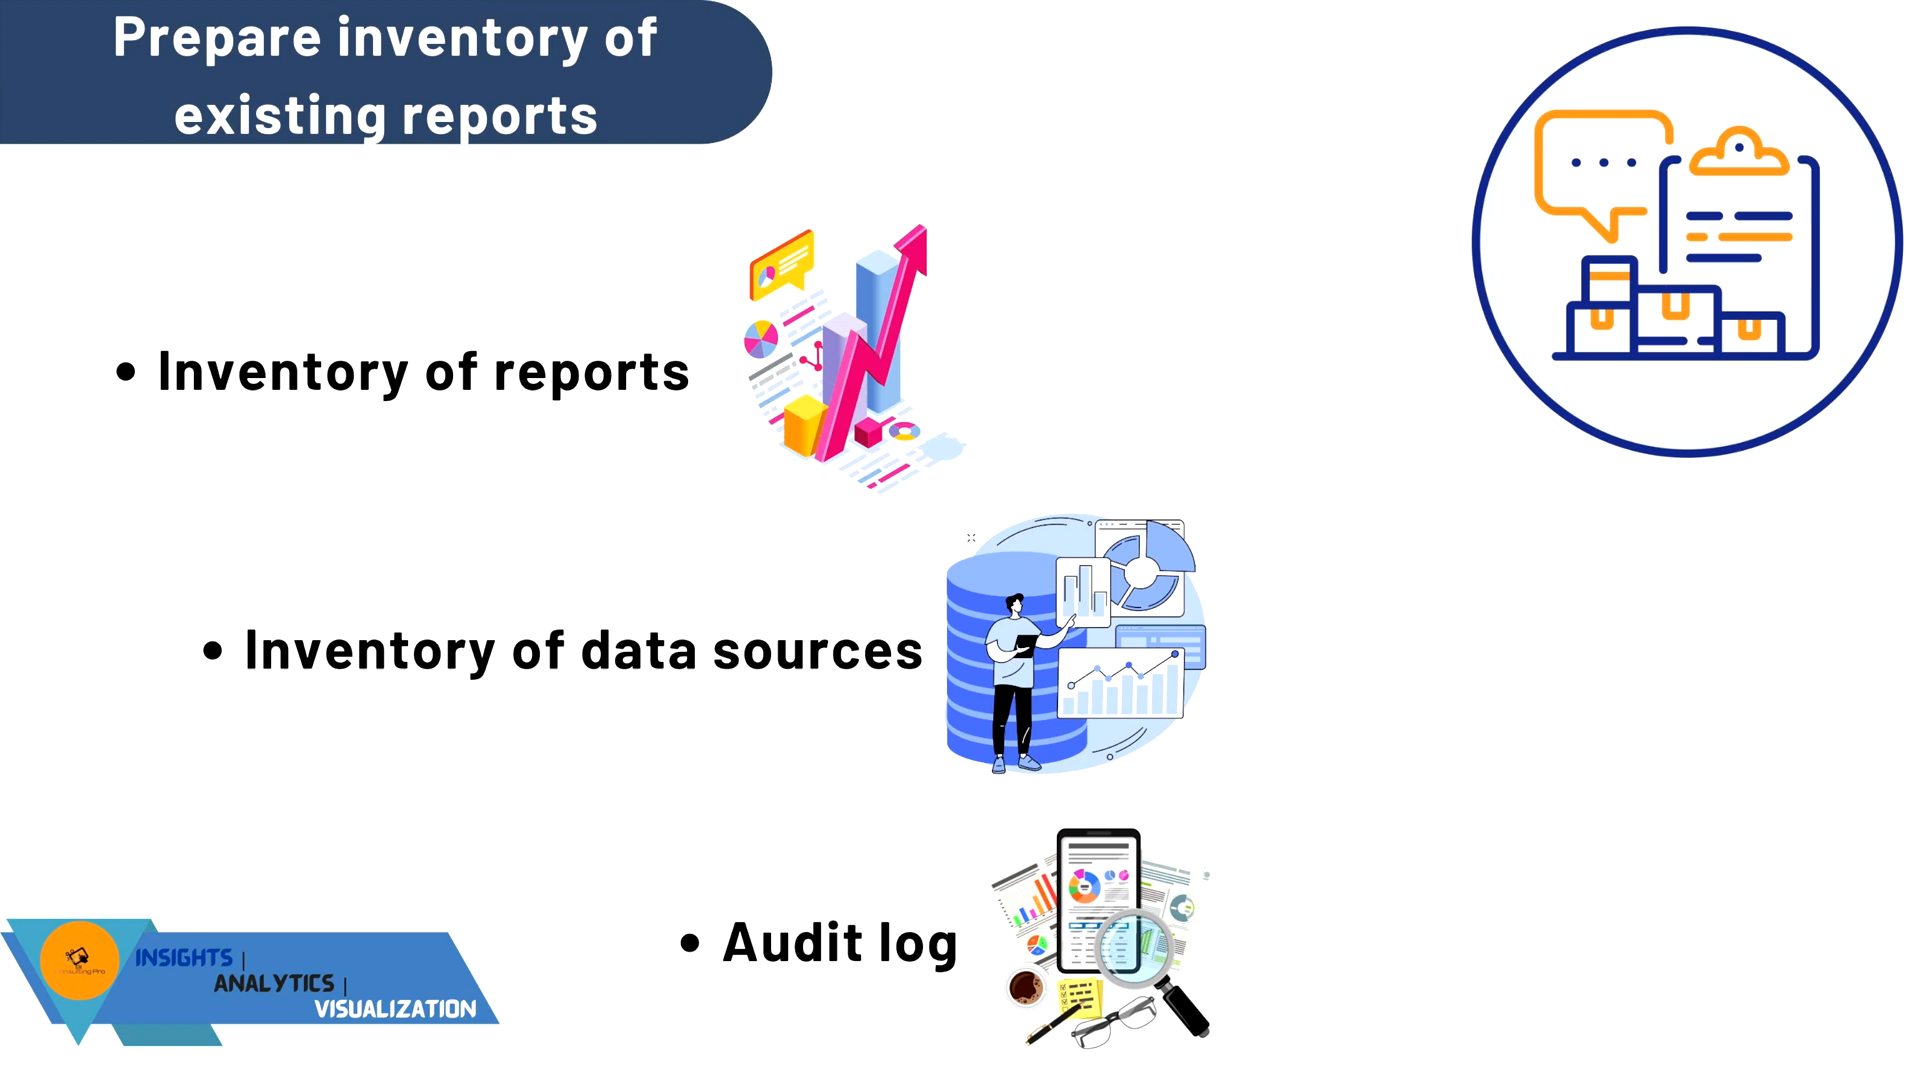 Prepare inventory of
existing reports
• Inventory of reports
• Inventory of data sources
• Audit log
INSIGHTS |
ANALYTICS |
VISUALIZATION